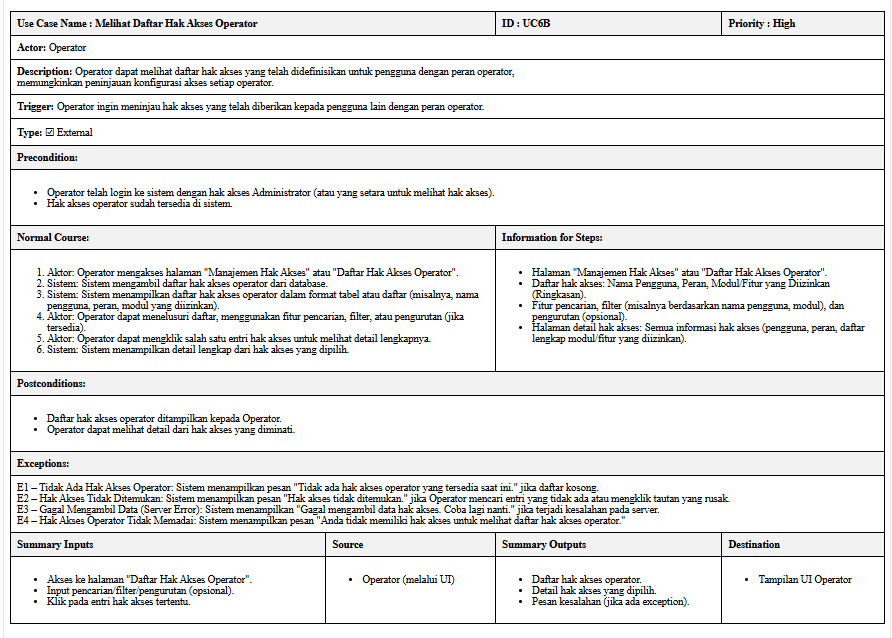 Use Case Name : Melihat Daftar Hak Akses Operator
ID : UC6B
Priority : High
Actor: Operator
Description: Operator dapat melihat daftar hak akses yang telah didefinisikan untuk pengguna dengan peran operator,
memungkinkan peninjauan konfigurasi akses setiap operator.
Trigger: Operator ingin meninjau hak akses yang telah diberikan kepada pengguna lain dengan peran operator.
Type: ☑ External
Precondition:
• Operator telah login ke sistem dengan hak akses Administrator (atau yang setara untuk melihat hak akses).
• Hak akses operator sudah tersedia di sistem.
Normal Course:
1. Aktor: Operator mengakses halaman "Manajemen Hak Akses" atau "Daftar Hak Akses Operator".
2. Sistem: Sistem mengambil daftar hak akses operator dari database.
3. Sistem: Sistem menampilkan daftar hak akses operator dalam format tabel atau daftar (misalnya, nama
pengguna, peran, modul yang diizinkan).
4. Aktor: Operator dapat menelusuri daftar, menggunakan fitur pencarian, filter, atau pengurutan (jika
tersedia).
5. Aktor: Operator dapat mengklik salah satu entri hak akses untuk melihat detail lengkapnya.
6. Sistem: Sistem menampilkan detail lengkap dari hak akses yang dipilih.
Information for Steps:
• Halaman "Manajemen Hak Akses" atau "Daftar Hak Akses Operator".
• Daftar hak akses: Nama Pengguna, Peran, Modul/Fitur yang Diizinkan
(Ringkasan).
• Fitur pencarian, filter (misalnya berdasarkan nama pengguna, modul), dan
pengurutan (opsional).
• Halaman detail hak akses: Semua informasi hak akses (pengguna, peran, daftar
lengkap modul/fitur yang diizinkan).
Postconditions:
• Daftar hak akses operator ditampilkan kepada Operator.
• Operator dapat melihat detail dari hak akses yang diminati.
Exceptions:
E1 – Tidak Ada Hak Akses Operator: Sistem menampilkan pesan "Tidak ada hak akses operator yang tersedia saat ini." jika daftar kosong.
E2 – Hak Akses Tidak Ditemukan: Sistem menampilkan pesan "Hak akses tidak ditemukan." jika Operator mencari entri yang tidak ada atau mengklik tautan yang rusak.
E3 – Gagal Mengambil Data (Server Error): Sistem menampilkan "Gagal mengambil data hak akses. Coba lagi nanti." jika terjadi kesalahan pada server.
E4 – Hak Akses Operator Tidak Memadai: Sistem menampilkan pesan "Anda tidak memiliki hak akses untuk melihat daftar hak akses operator."
Summary Inputs
• Akses ke halaman "Daftar Hak Akses Operator".
• Input pencarian/filter/pengurutan (opsional).
• Klik pada entri hak akses tertentu.
Source
• Operator (melalui UI)
Summary Outputs
• Daftar hak akses operator.
• Detail hak akses yang dipilih.
• Pesan kesalahan (jika ada exception).
Destination
• Tampilan UI Operator